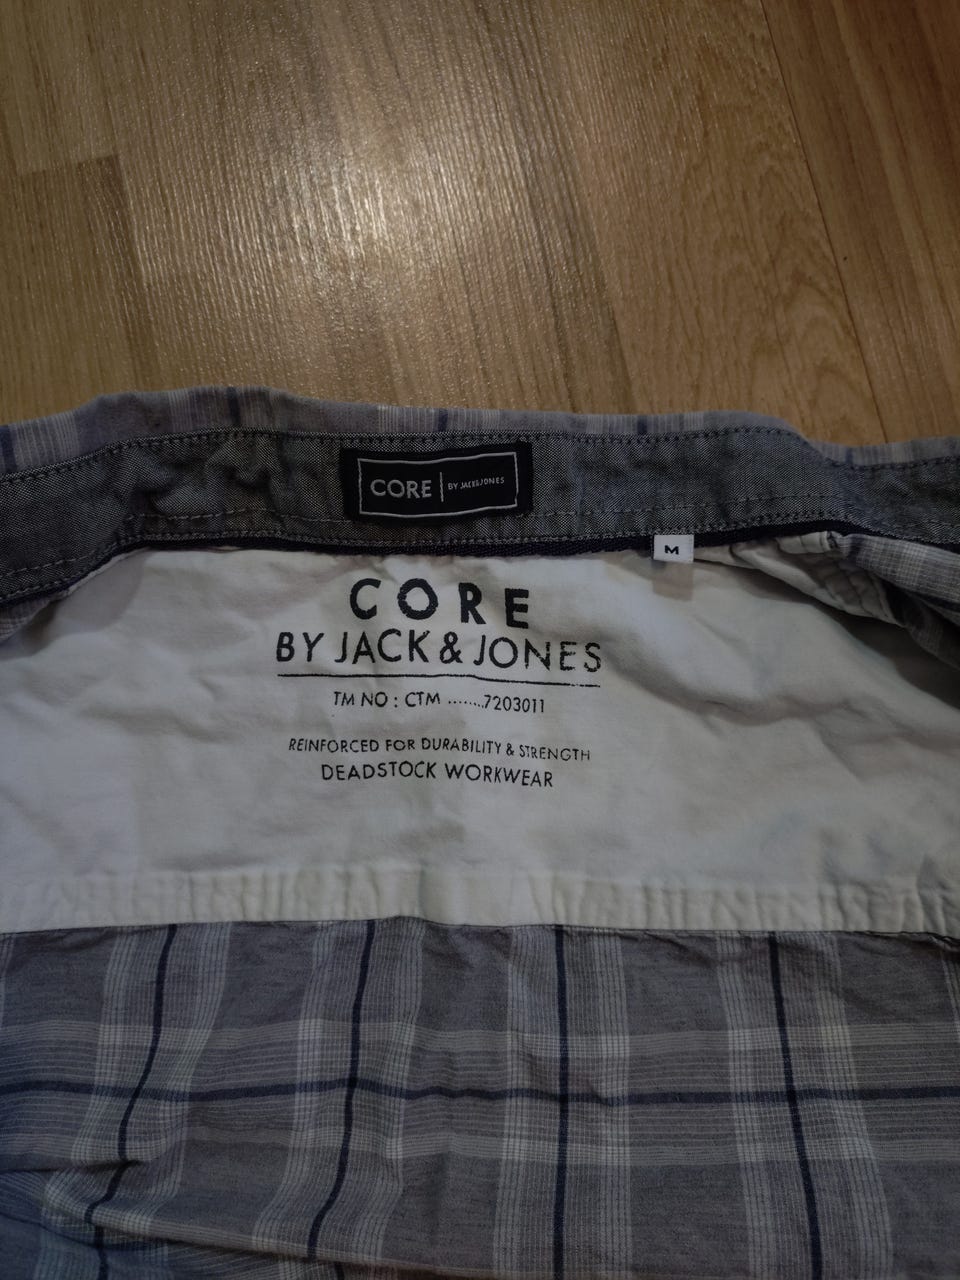 CORE BY JACK&JONES
M
CORE
BY JACK & JONES
TM NO : CTM ........7203011
REINFORCED FOR DURABILITY & STRENGTH
DEADSTOCK WORKWEAR